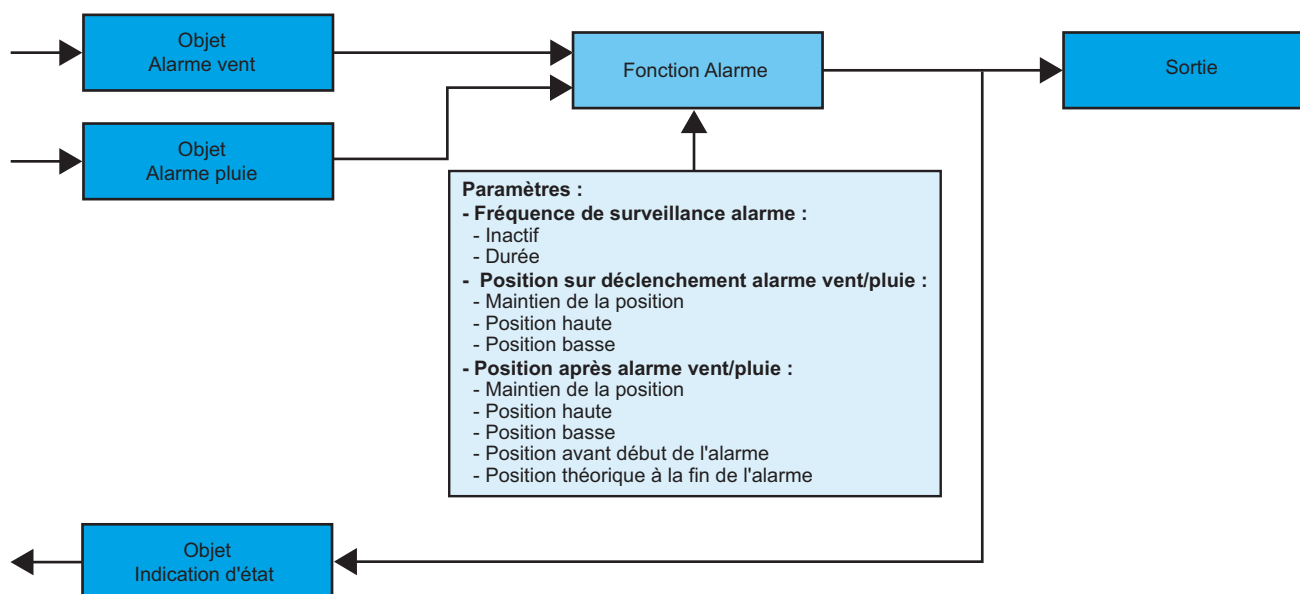 Objet
Alarme vent
Fonction Alarme
Sortie
Objet
Alarme pluie
Paramètres :
- Fréquence de surveillance alarme :
- Inactif
- Durée
- Position sur déclenchement alarme vent/pluie :
- Maintien de la position
- Position haute
- Position basse
- Position après alarme vent/pluie :
- Maintien de la position
- Position haute
- Position basse
- Position avant début de l'alarme
- Position théorique à la fin de l'alarme
Objet
Indication d'état